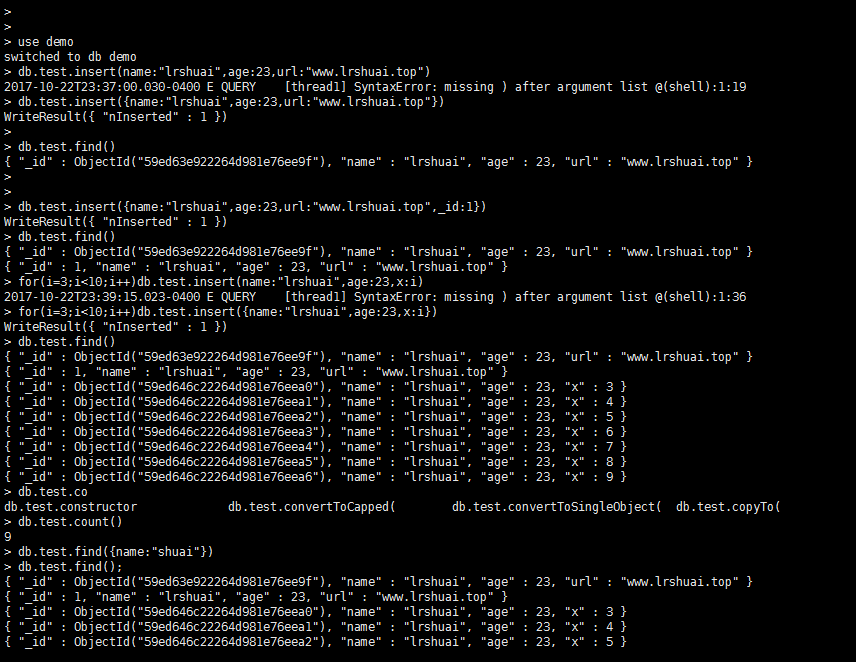 >
>
> use demo
switched to db demo
> db.test.insert(name:"lrshuai",age:23,url:"www.lrshuai.top")
2017-10-22T23:37:00.030-0400 E QUERY    [thread1] SyntaxError: missing ) after argument list @(shell):1:19
> db.test.insert({name:"lrshuai",age:23,url:"www.lrshuai.top"})
WriteResult({ "nInserted" : 1 })
>
> db.test.find()
{ "_id" : ObjectId("59ed63e922264d981e76ee9f"), "name" : "lrshuai", "age" : 23, "url" : "www.lrshuai.top" }
>
>
> db.test.insert({name:"lrshuai",age:23,url:"www.lrshuai.top",_id:1})
WriteResult({ "nInserted" : 1 })
> db.test.find()
{ "_id" : ObjectId("59ed63e922264d981e76ee9f"), "name" : "lrshuai", "age" : 23, "url" : "www.lrshuai.top" }
{ "_id" : 1, "name" : "lrshuai", "age" : 23, "url" : "www.lrshuai.top" }
> for(i=3;i<10;i++)db.test.insert(name:"lrshuai",age:23,x:i)
2017-10-22T23:39:15.023-0400 E QUERY    [thread1] SyntaxError: missing ) after argument list @(shell):1:36
> for(i=3;i<10;i++)db.test.insert({name:"lrshuai",age:23,x:i})
WriteResult({ "nInserted" : 1 })
> db.test.find()
{ "_id" : ObjectId("59ed63e922264d981e76ee9f"), "name" : "lrshuai", "age" : 23, "url" : "www.lrshuai.top" }
{ "_id" : 1, "name" : "lrshuai", "age" : 23, "url" : "www.lrshuai.top" }
{ "_id" : ObjectId("59ed646c22264d981e76eea0"), "name" : "lrshuai", "age" : 23, "x" : 3 }
{ "_id" : ObjectId("59ed646c22264d981e76eea1"), "name" : "lrshuai", "age" : 23, "x" : 4 }
{ "_id" : ObjectId("59ed646c22264d981e76eea2"), "name" : "lrshuai", "age" : 23, "x" : 5 }
{ "_id" : ObjectId("59ed646c22264d981e76eea3"), "name" : "lrshuai", "age" : 23, "x" : 6 }
{ "_id" : ObjectId("59ed646c22264d981e76eea4"), "name" : "lrshuai", "age" : 23, "x" : 7 }
{ "_id" : ObjectId("59ed646c22264d981e76eea5"), "name" : "lrshuai", "age" : 23, "x" : 8 }
{ "_id" : ObjectId("59ed646c22264d981e76eea6"), "name" : "lrshuai", "age" : 23, "x" : 9 }
> db.test.co
db.test.constructor             db.test.convertToCapped(        db.test.convertToSingleObject(  db.test.copyTo(
> db.test.count()
9
> db.test.find({name:"shuai"})
> db.test.find();
{ "_id" : ObjectId("59ed63e922264d981e76ee9f"), "name" : "lrshuai", "age" : 23, "url" : "www.lrshuai.top" }
{ "_id" : 1, "name" : "lrshuai", "age" : 23, "url" : "www.lrshuai.top" }
{ "_id" : ObjectId("59ed646c22264d981e76eea0"), "name" : "lrshuai", "age" : 23, "x" : 3 }
{ "_id" : ObjectId("59ed646c22264d981e76eea1"), "name" : "lrshuai", "age" : 23, "x" : 4 }
{ "_id" : ObjectId("59ed646c22264d981e76eea2"), "name" : "lrshuai", "age" : 23, "x" : 5 }